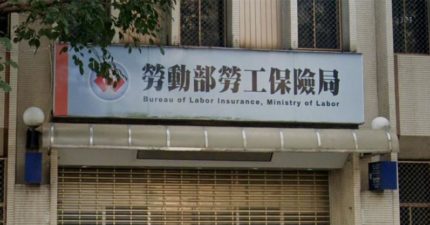 勞動部勞工保險局
Bureau of Labor Insurance, Ministry of Labor